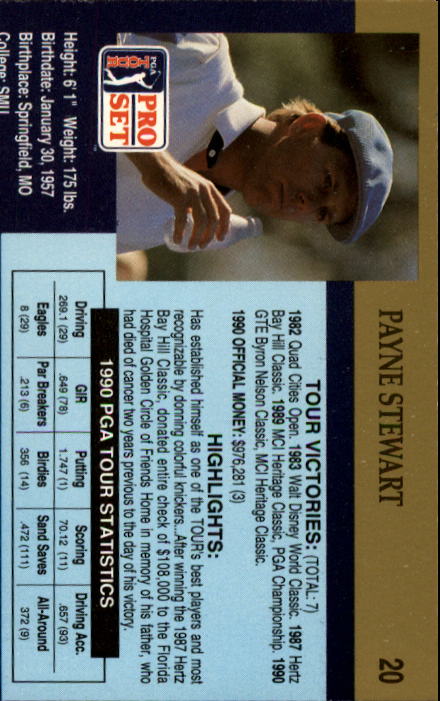 PAYNE STEWART 20
PGA
TOUR
PRO
SET
Height: 6'1" Weight: 175 lbs.
Birthdate: January 30, 1957
Birthplace: Springfield, MO
College: SMU
TOUR VICTORIES: (TOTAL: 7)
1982 Quad Cities Open. 1983 Walt Disney World Classic. 1987 Hertz
Bay Hill Classic. 1989 MCI Heritage Classic, PGA Championship. 1990
GTE Byron Nelson Classic, MCI Heritage Classic.
1990 OFFICIAL MONEY: $976,281 (3)
HIGHLIGHTS:
Has established himself as one of the TOUR's best players and most
recognizable by donning colorful knickers...After winning the 1987 Hertz
Bay Hill Classic, donated entire check of $108,000 to the Florida
Hospital Golden Circle of Friends Home in memory of his father, who
had died of cancer two years previous to the day of his victory.
1990 PGA TOUR STATISTICS
Driving GIR Putting Scoring Driving Acc.
269.1 (29) .649 (78) 1.747 (1) 70.12 (11) .657 (93)
Eagles Par Breakers Birdies Sand Saves All-Around
8 (29) .213 (6) 356 (14) .472 (111) 372 (9)